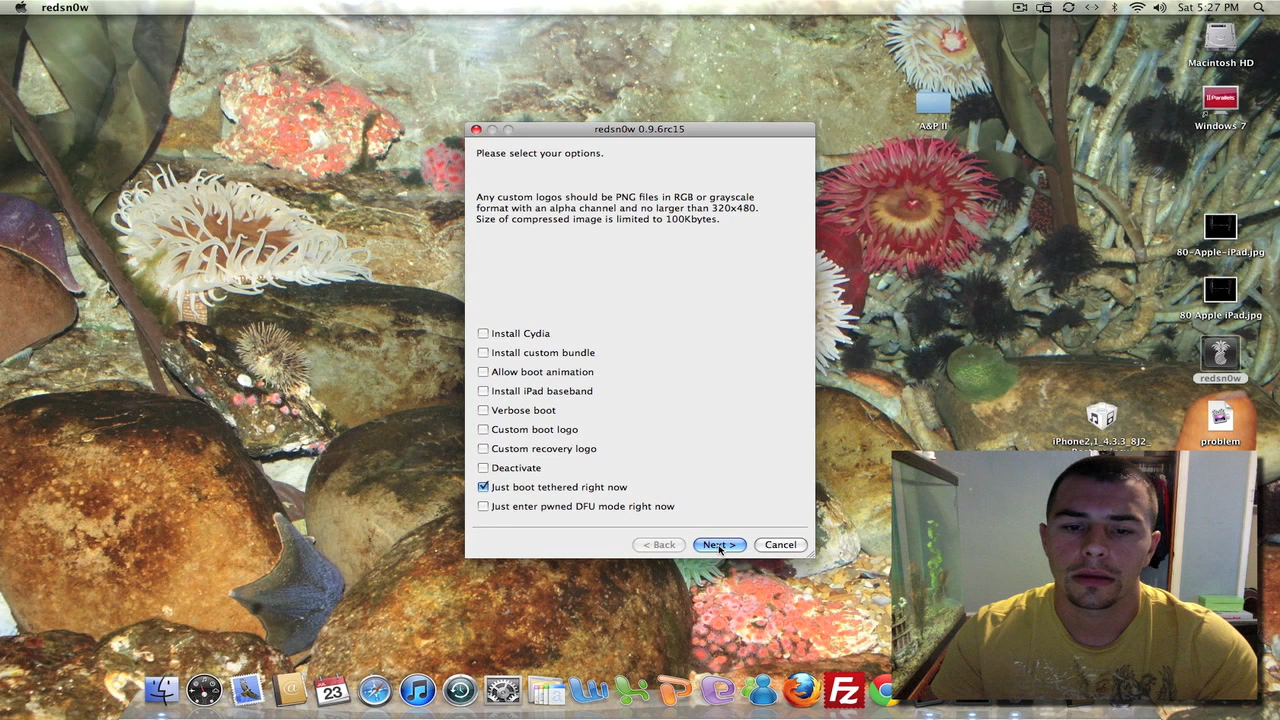 redsn0w
Sat 5:27 PM
Macintosh HD
A&P II
Parallels
Windows 7
redsn0w 0.9.6rc15
Please select your options.
Any custom logos should be PNG files in RGB or grayscale
format with an alpha channel and no larger than 320x480.
Size of compressed image is limited to 100Kbytes.
80-Apple-iPad.jpg
80 Apple iPad.jpg
Install Cydia
Install custom bundle
Allow boot animation
Install iPad baseband
Verbose boot
Custom boot logo
Custom recovery logo
Deactivate
Just boot tethered right now
Just enter pwned DFU mode right now
redsn0w
iPhone2,1_4.3.3_8J2_
problem
< Back
Next >
Cancel
23
FZ